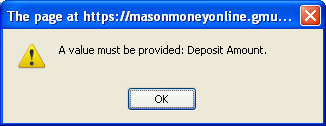 The page at https://masonmoneyonline.gmu...
A value must be provided: Deposit Amount.
OK